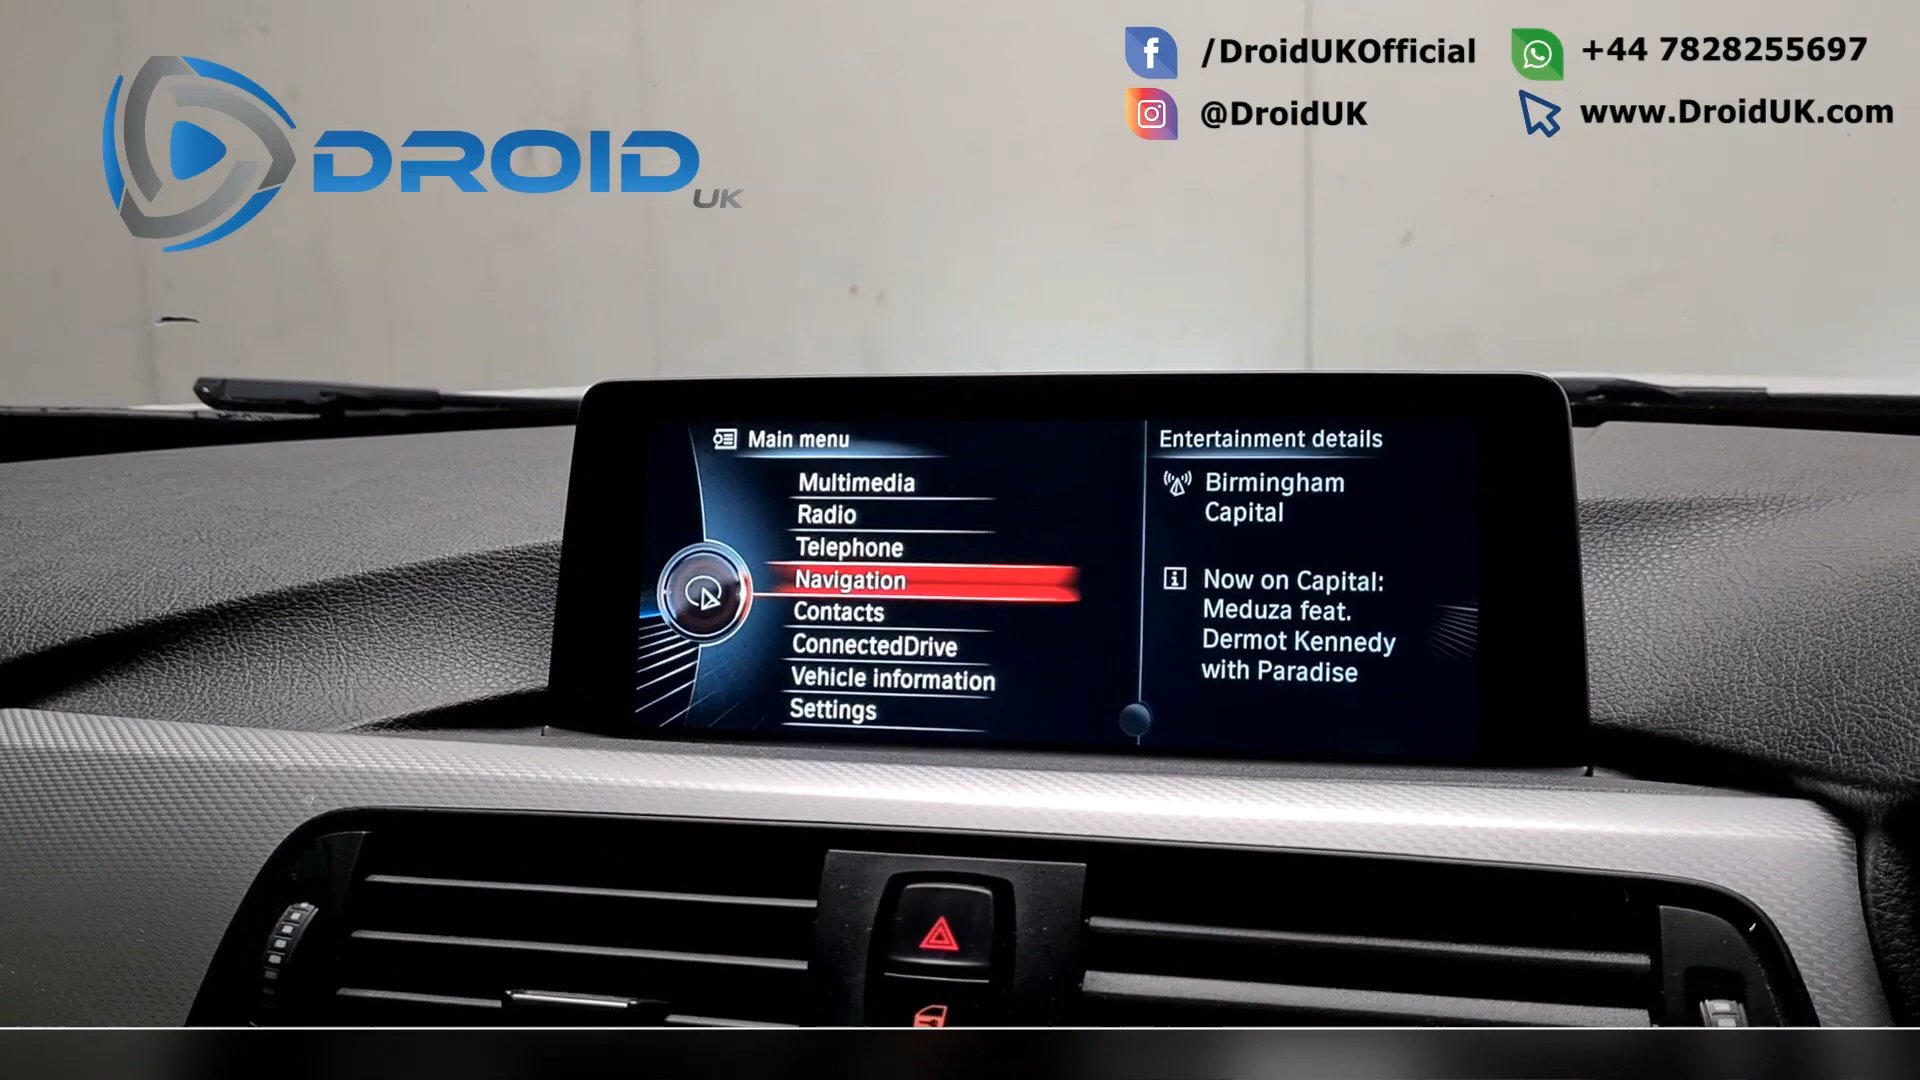 DROID
UK
/DroidUKOfficial
+44 7828255697
@DroidUK
www.DroidUK.com
Main menu
Multimedia
Radio
Telephone
Navigation
Contacts
ConnectedDrive
Vehicle information
Settings
Entertainment details
Birmingham
Capital
Now on Capital:
Meduza feat.
Dermot Kennedy
with Paradise